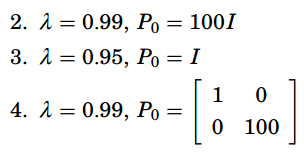 2. λ = 0.99, P₀ = 100I
3. λ = 0.95, P₀ = I
4. λ = 0.99, P₀ = [ 1 0
0 100 ]